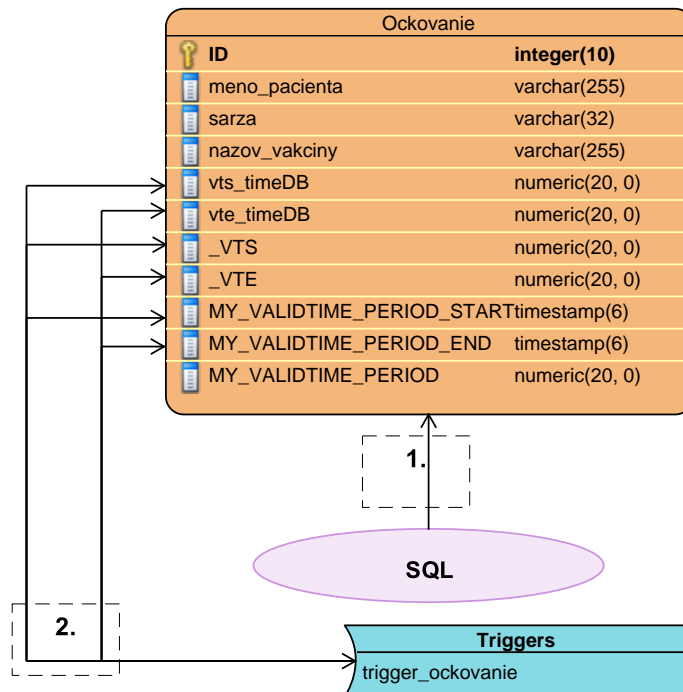 Ockovanie
ID integer(10)
meno_pacienta varchar(255)
sarza varchar(32)
nazov_vakciny varchar(255)
vts_timeDB numeric(20, 0)
vte_timeDB numeric(20, 0)
_VTS numeric(20, 0)
_VTE numeric(20, 0)
MY_VALIDTIME_PERIOD_START timestamp(6)
MY_VALIDTIME_PERIOD_END timestamp(6)
MY_VALIDTIME_PERIOD numeric(20, 0)
1.
SQL
2.
Triggers
trigger_ockovanie